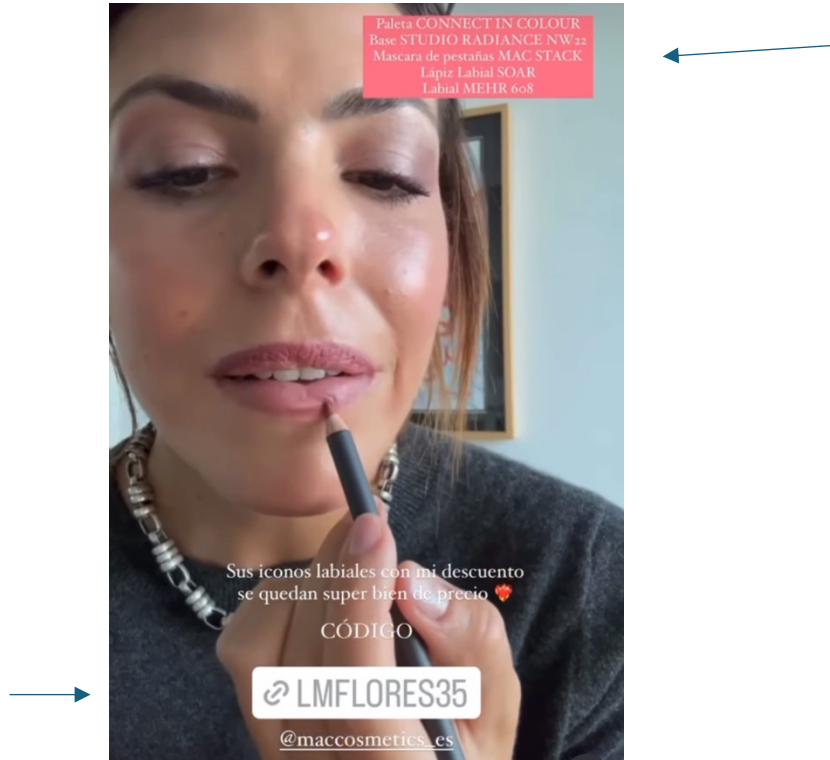 Paleta CONNECT IN COLOUR
Base STUDIO RADIANCE NW22
Mascara de pestañas MAC STACK
Lápiz Labial SOAR
Labial MEHR 608
Sus iconos labiales con mi descuento
se quedan super bien de precio ❤️‍🔥
CÓDIGO
LMFLORES35
@maccosmetics_es